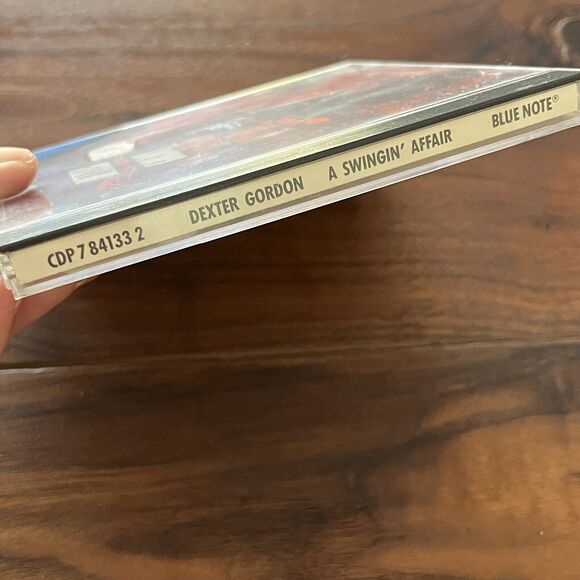 CDP 7 84133 2 DEXTER GORDON A SWINGIN' AFFAIR BLUE NOTE®